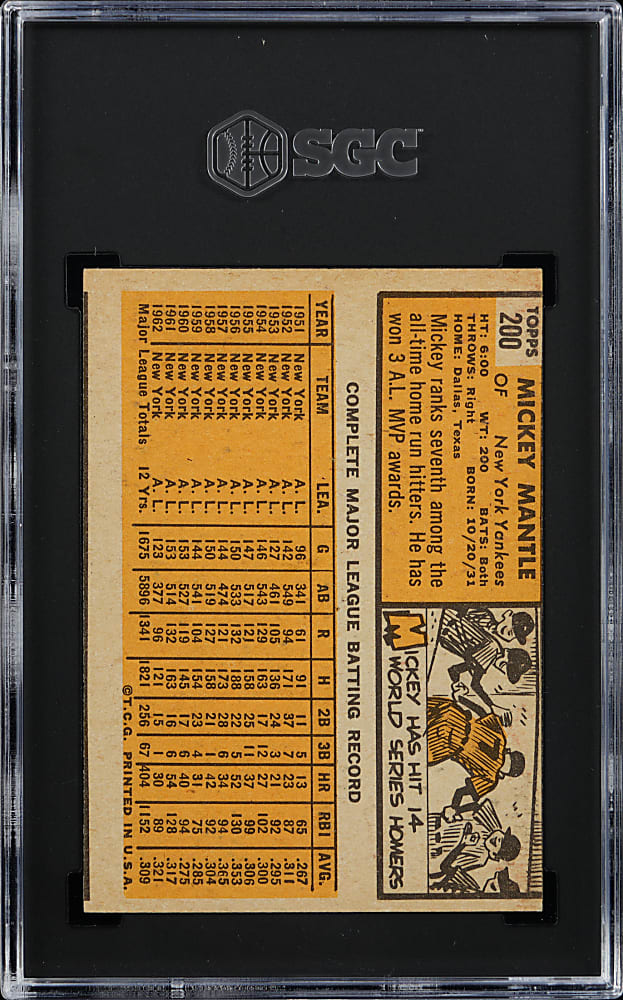 SGC
TOPPS
200
MICKEY MANTLE
OF New York Yankees
HT: 6:00 WT: 200 BATS: Both
THROWS: Right BORN: 10/20/31
HOME: Dallas, Texas
Mickey ranks seventh among the
all-time home run hitters. He has
won 3 A.L. MVP awards.
7
MICKEY HAS HIT 14
WORLD SERIES HOMERS
COMPLETE MAJOR LEAGUE BATTING RECORD
YEAR TEAM LEA. G AB R H 2B 3B HR RBI AVG.
1951 New York A. L. 96 341 61 91 11 5 13 65 .267
1952 New York A. L. 142 549 94 171 37 7 23 87 .311
1953 New York A. L. 127 461 105 136 24 3 21 92 .295
1954 New York A. L. 146 543 129 163 17 12 27 102 .300
1955 New York A. L. 147 517 121 158 25 11 37 99 .306
1956 New York A. L. 150 533 132 188 22 5 52 130 .353
1957 New York A. L. 144 474 121 173 28 6 34 94 .365
1958 New York A. L. 150 519 127 158 21 1 42 97 .304
1959 New York A. L. 144 541 104 154 23 4 31 75 .285
1960 New York A. L. 153 527 119 145 17 6 40 94 .275
1961 New York A. L. 153 514 132 163 16 6 54 128 .317
1962 New York A. L. 123 377 96 121 15 1 30 89 .321
Major League Totals 12 Yrs. 1675 5896 1341 1821 256 67 404 1152 .309
©T.C.G. PRINTED IN U.S.A.